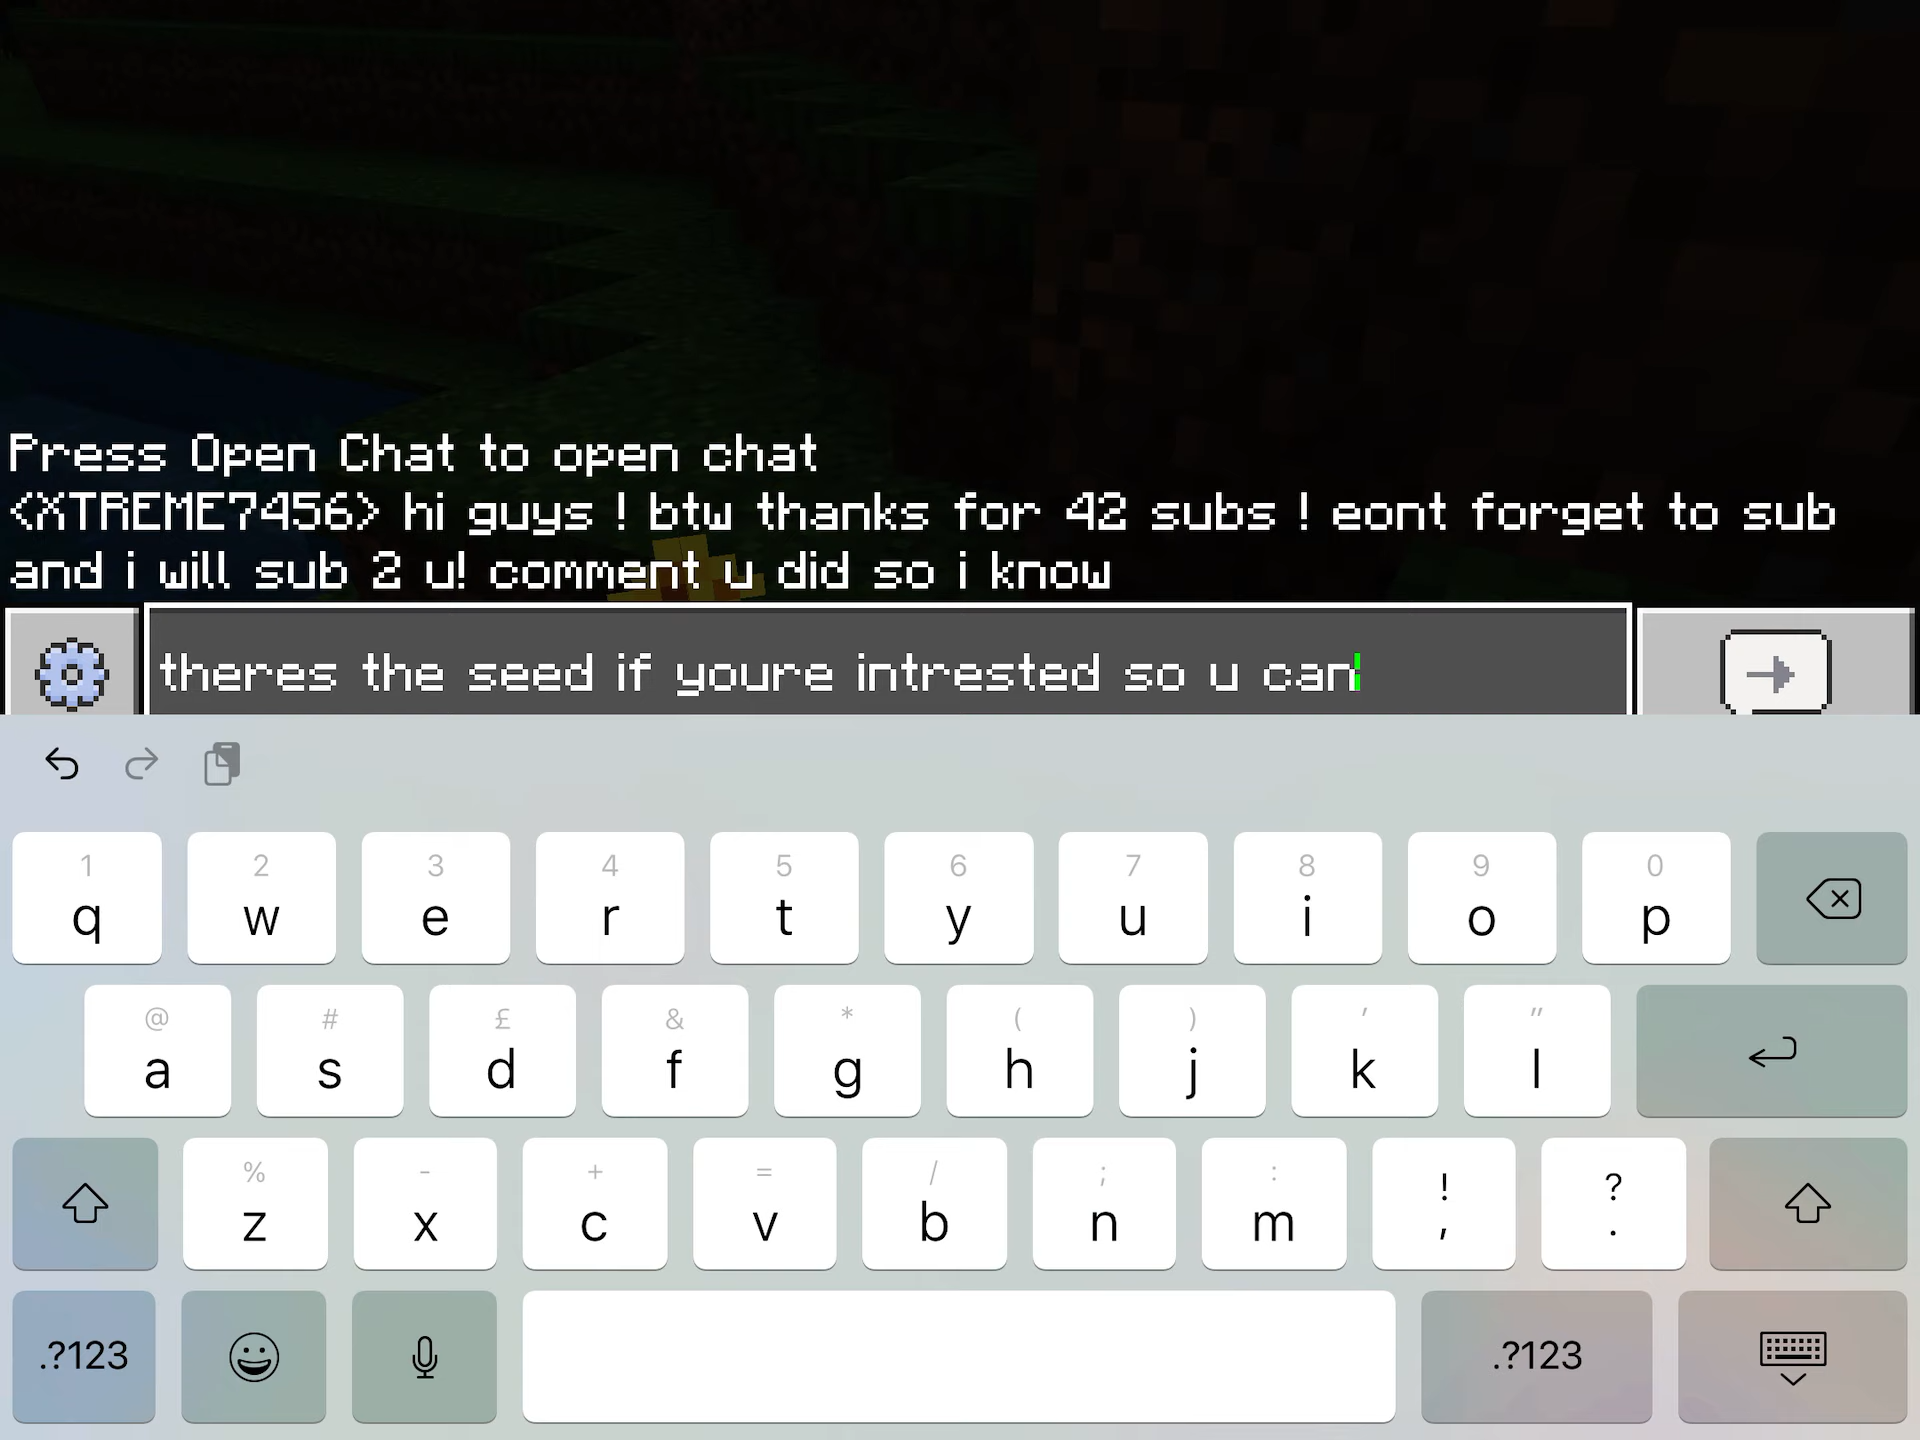 Press Open Chat to open chat
<XTREME7456> hi guys ! btw thanks for 42 subs ! eont forget to sub
and i will sub 2 u! comment u did so i know
theres the seed if youre intrested so u can
1 2 3 4 5 6 7 8 9 0
q w e r t y u i o p
@ # £ & * ( ) ' "
a s d f g h j k l
% - + = / ; : ! ?
z x c v b n m , .
.?123 .?123